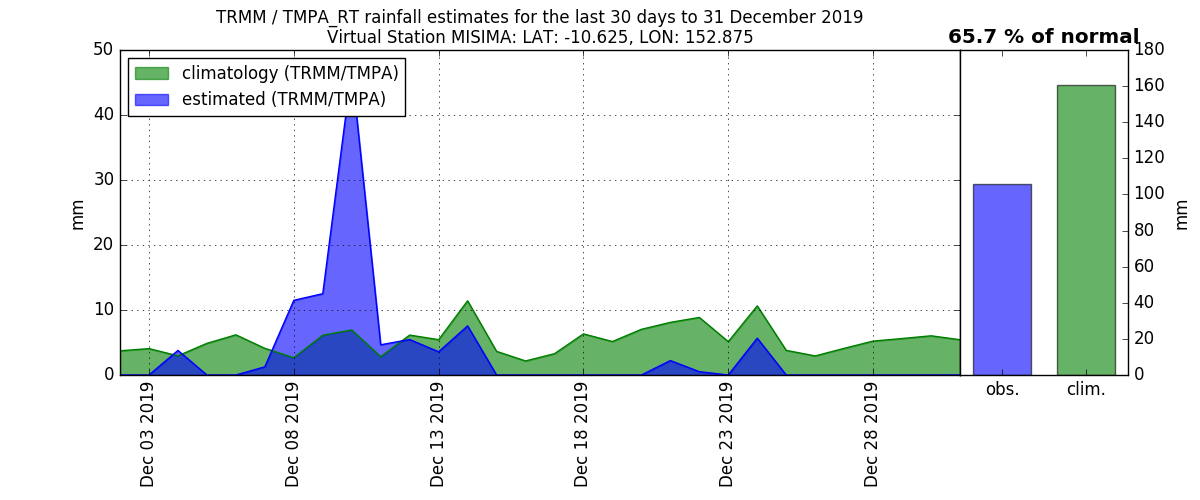 TRMM / TMPA_RT rainfall estimates for the last 30 days to 31 December 2019
Virtual Station MISIMA: LAT: -10.625, LON: 152.875
65.7 % of normal
climatology (TRMM/TMPA)
estimated (TRMM/TMPA)
50
40
30
20
10
0
mm
Dec 03 2019
Dec 08 2019
Dec 13 2019
Dec 18 2019
Dec 23 2019
Dec 28 2019
obs.
clim.
180
160
140
120
100
80
60
40
20
0
mm